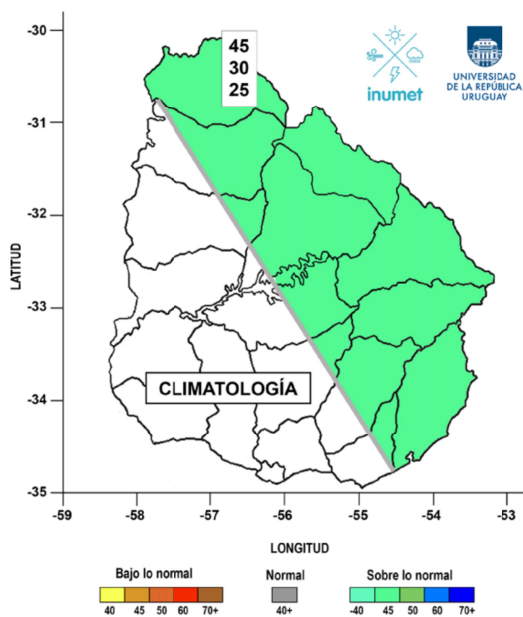 -30
-31
-32
-33
-34
-35
LATITUD
45
30
25
inumet
UNIVERSIDAD
DE LA REPÚBLICA
URUGUAY
CLIMATOLOGÍA
-59
-58
-57
-56
-55
-54
-53
LONGITUD
Bajo lo normal
40
45
50
60
70+
Normal
40+
Sobre lo normal
-40
45
50
60
70+